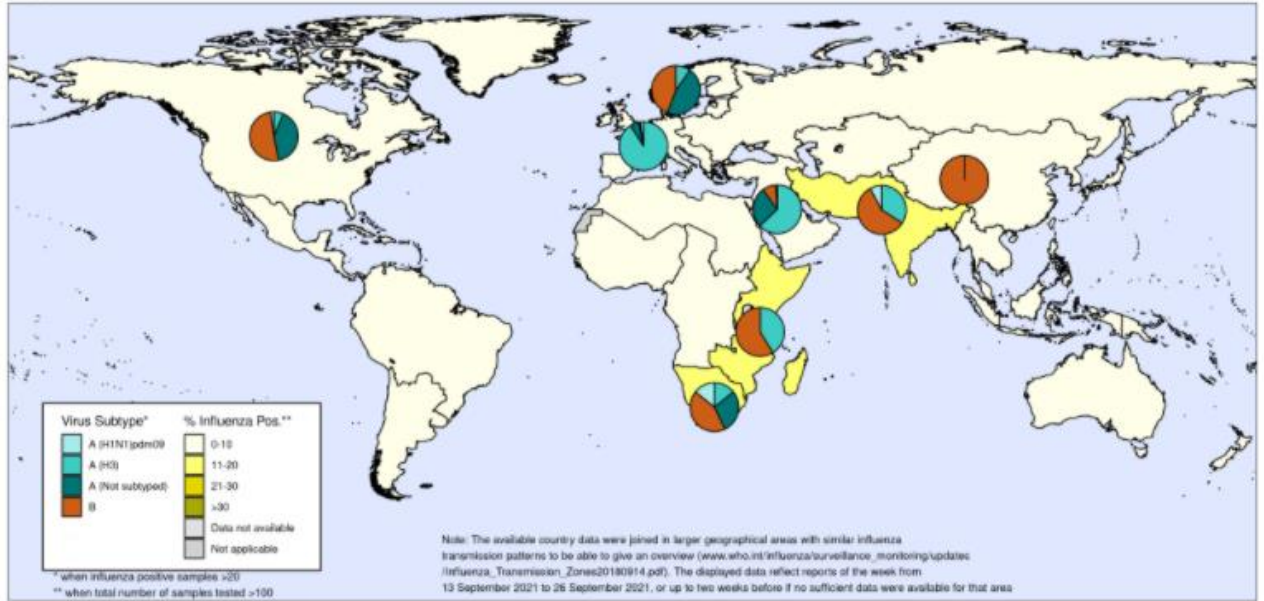 Virus Subtype*
A (H1N1)pdm09
A (H3)
A (Not subtyped)
B
% Influenza Pos.**
0-10
11-20
21-30
>30
Data not available
Not applicable
* when influenza positive samples >20
** when total number of samples tested >100
Note: The available country data were joined in larger geographical areas with similar influenza
transmission patterns to be able to give an overview (www.who.int/influenza/surveillance_monitoring/updates
/Influenza_Transmission_Zones20180914.pdf). The displayed data reflect reports of the week from
13 September 2021 to 26 September 2021, or up to two weeks before if no sufficient data were available for that area